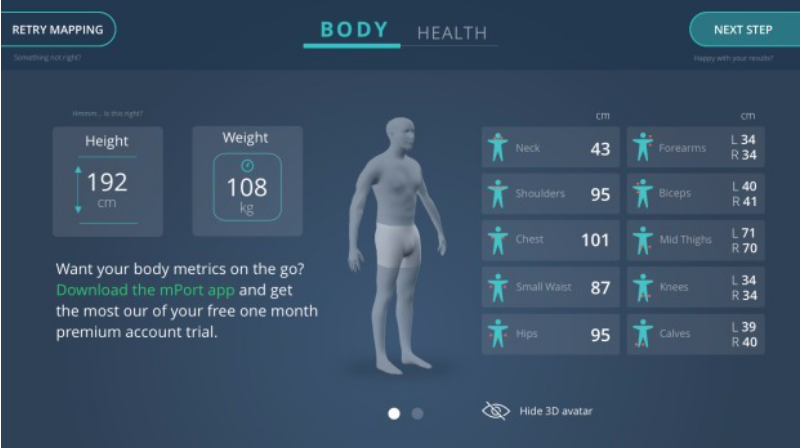 RETRY MAPPING
Something not right?
BODY
HEALTH
NEXT STEP
Happy with your results?
Hmmm... Is this right?
Height
192
cm
Weight
108
kg
Want your body metrics on the go?
Download the mPort app and get
the most our of your free one month
premium account trial.
cm
Neck 43
Shoulders 95
Chest 101
Small Waist 87
Hips 95
cm
Forearms L 34
R 34
Biceps L 40
R 41
Mid Thighs L 71
R 70
Knees L 34
R 34
Calves L 39
R 40
Hide 3D avatar